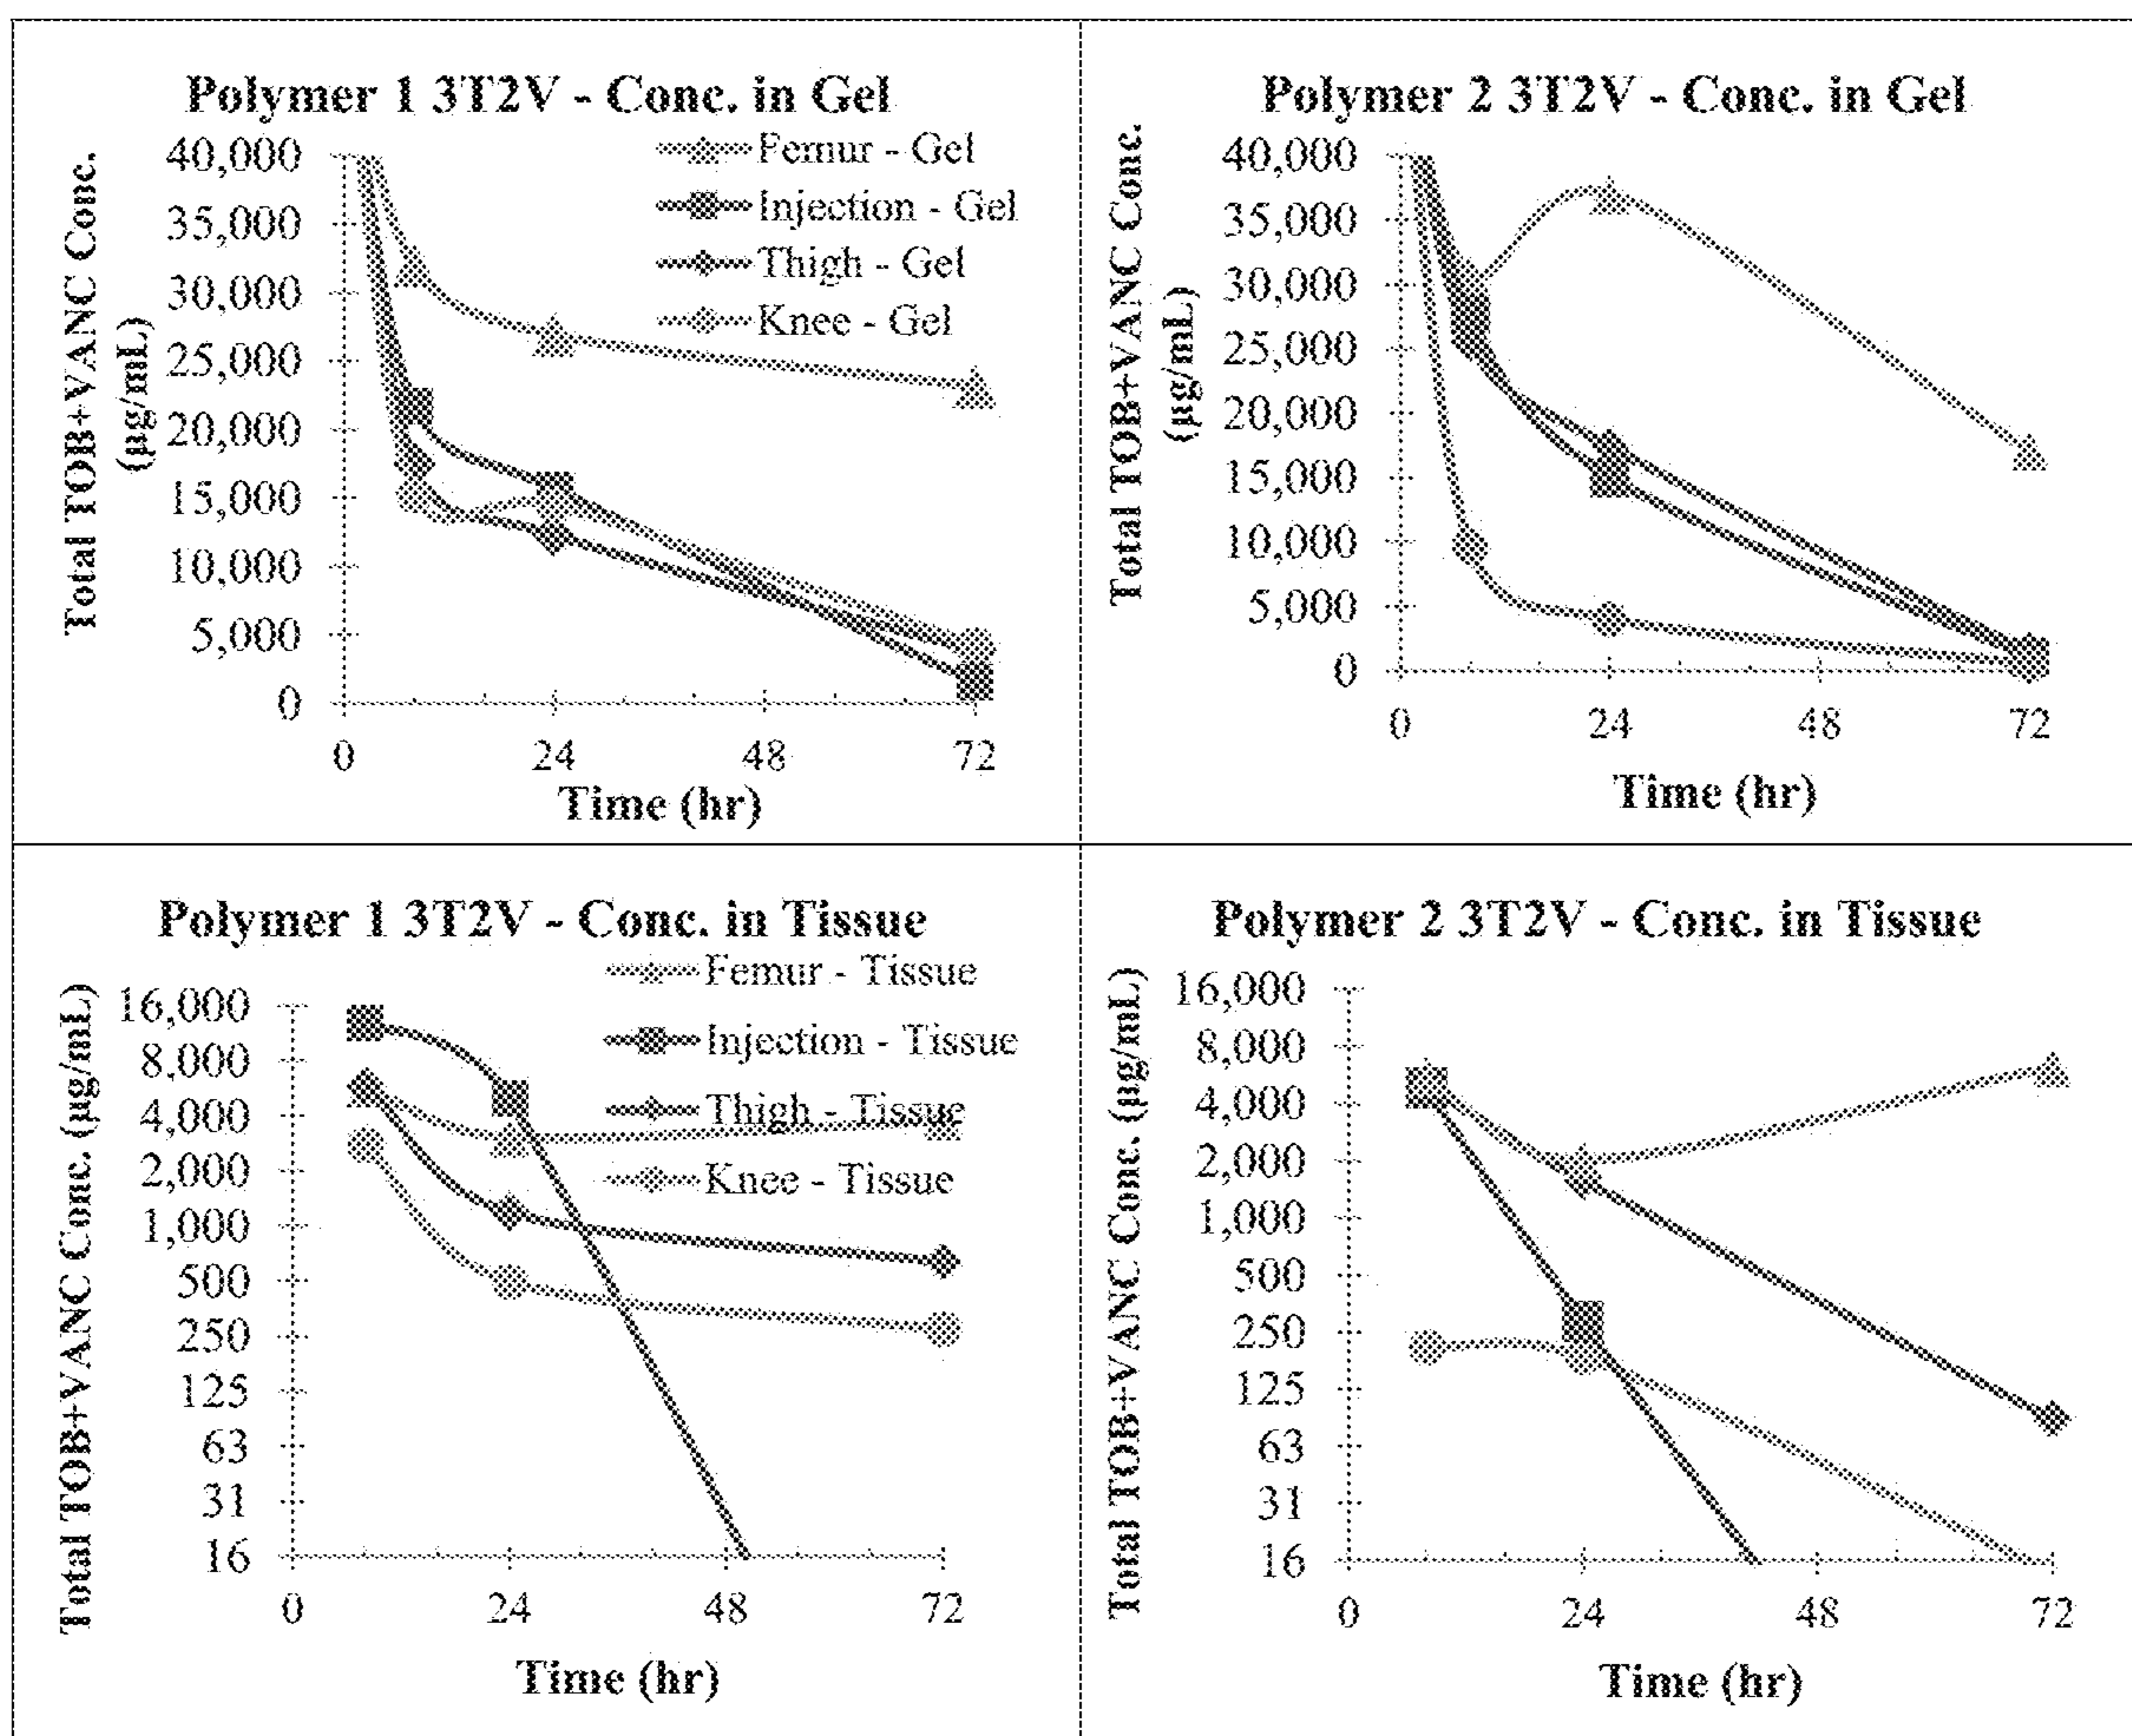 Polymer 1 3T2V - Conc. in Gel
Total TOB+VANC Conc.
(µg/mL)
40,000
35,000
30,000
25,000
20,000
15,000
10,000
5,000
0
Femur - Gel
Injection - Gel
Thigh - Gel
Knee - Gel
0 24 48 72
Time (hr)
Polymer 2 3T2V - Conc. in Gel
Total TOB+VANC Conc.
(µg/mL)
40,000
35,000
30,000
25,000
20,000
15,000
10,000
5,000
0
0 24 48 72
Time (hr)
Polymer 1 3T2V - Conc. in Tissue
Total TOB+VANC Conc. (µg/mL)
16,000
8,000
4,000
2,000
1,000
500
250
125
63
31
16
Femur - Tissue
Injection - Tissue
Thigh - Tissue
Knee - Tissue
0 24 48 72
Time (hr)
Polymer 2 3T2V - Conc. in Tissue
Total TOB+VANC Conc. (µg/mL)
16,000
8,000
4,000
2,000
1,000
500
250
125
63
31
16
0 24 48 72
Time (hr)